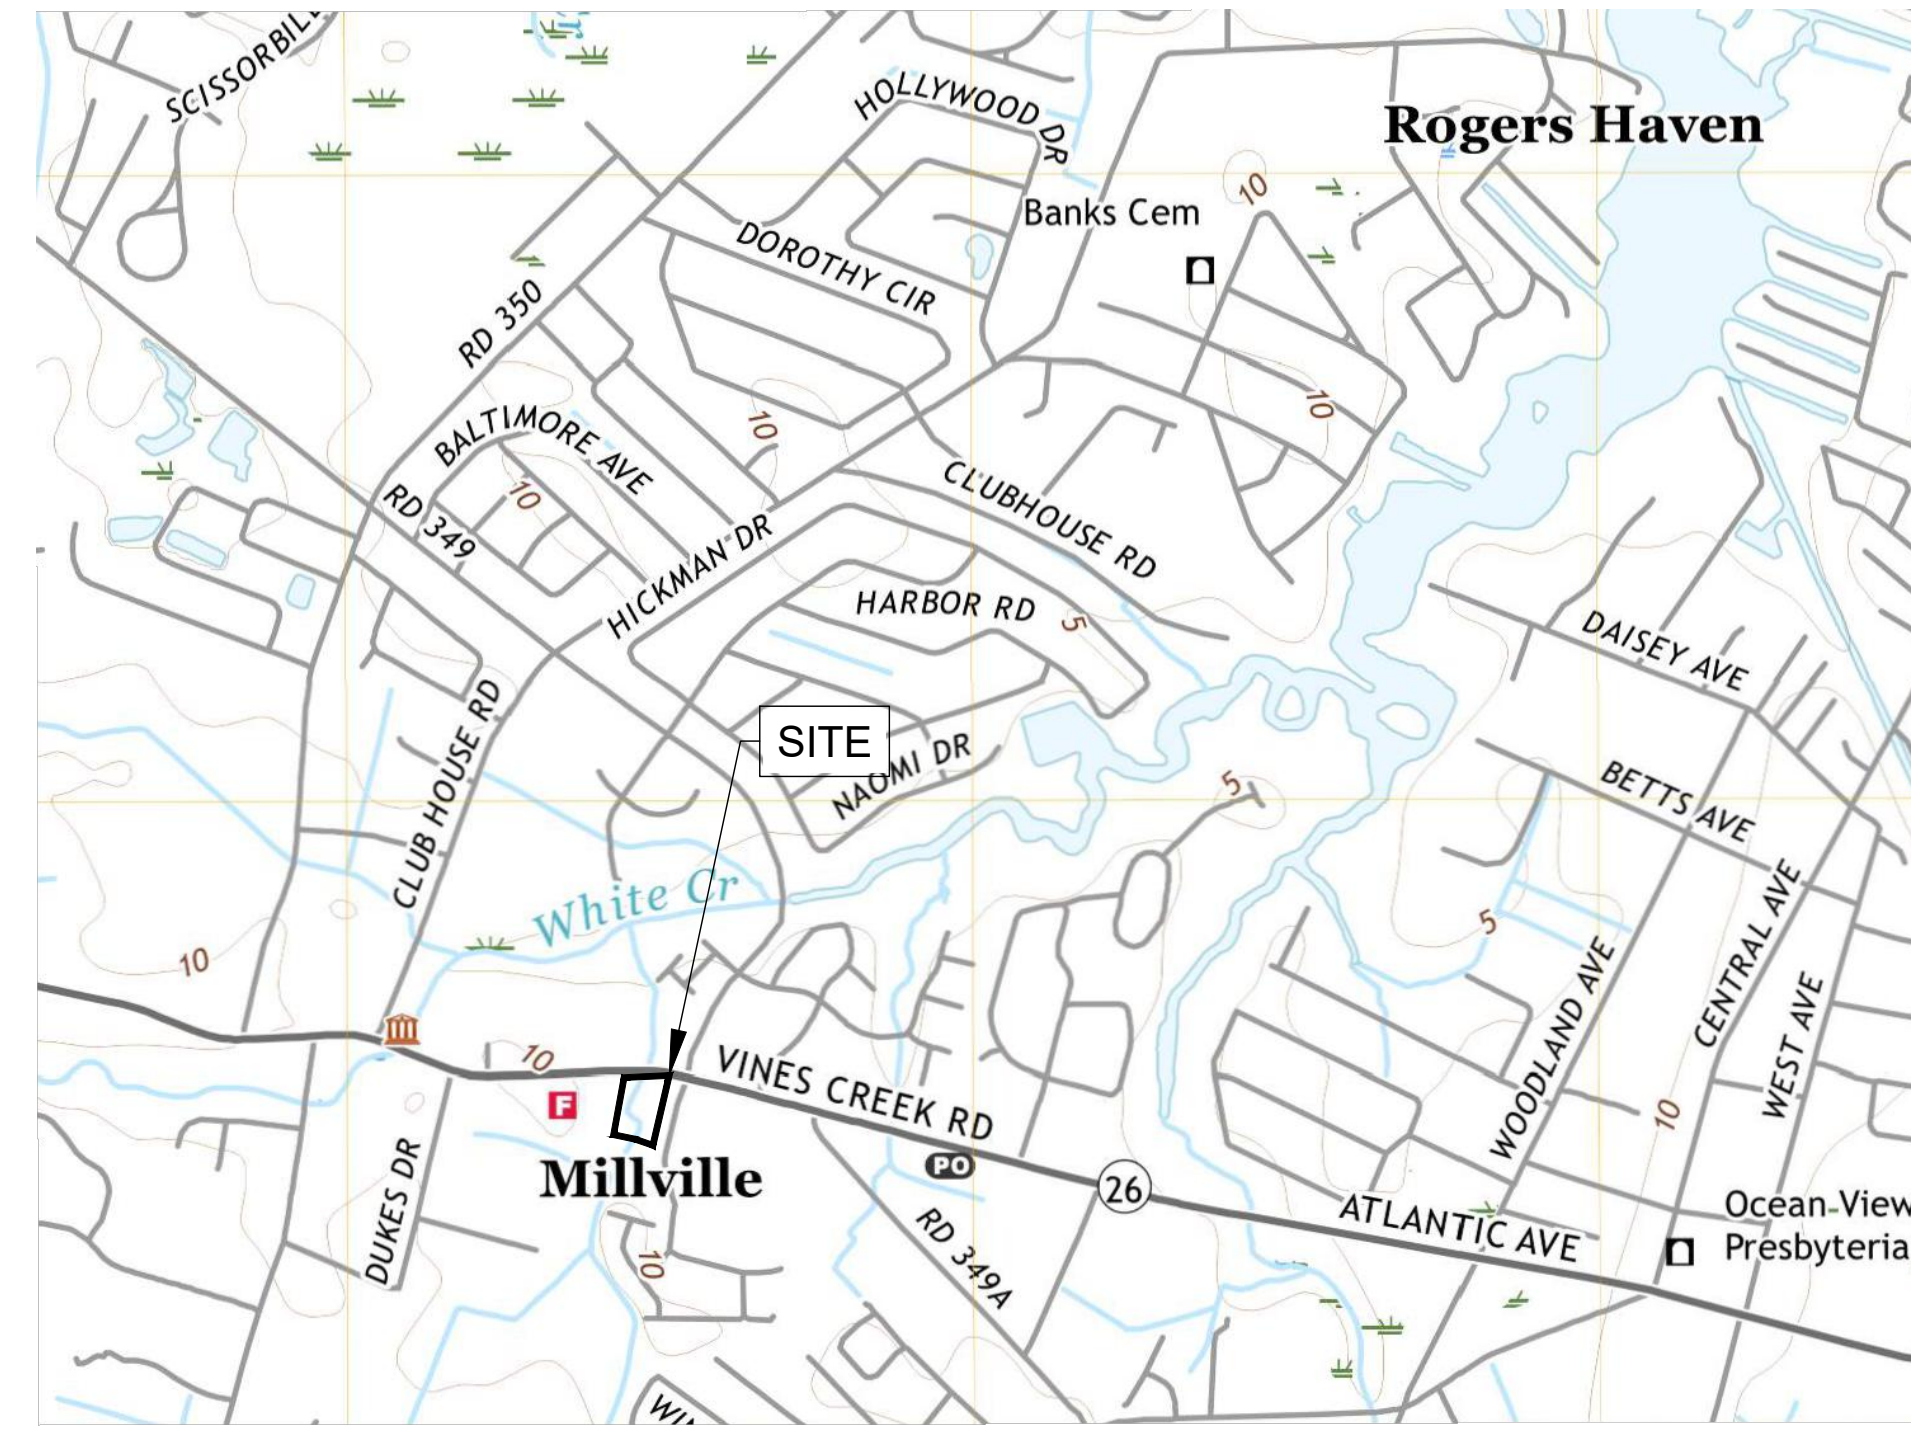 SCISSORBILL
HOLLYWOOD DR
Rogers Haven
10
Banks Cem
DOROTHY CIR
RD 350
10
10
BALTIMORE AVE
10
RD 349
CLUBHOUSE RD
HICKMAN DR
HARBOR RD
5
DAISEY AVE
CLUB HOUSE RD
SITE
NAOMI DR
5
BETTS AVE
White Cr
5
CENTRAL AVE
10
WOODLAND AVE
WEST AVE
10
VINES CREEK RD
F
10
Millville
PO
26
DUKES DR
ATLANTIC AVE
Ocean View
Presbyteria
RD 349A
10
WIN